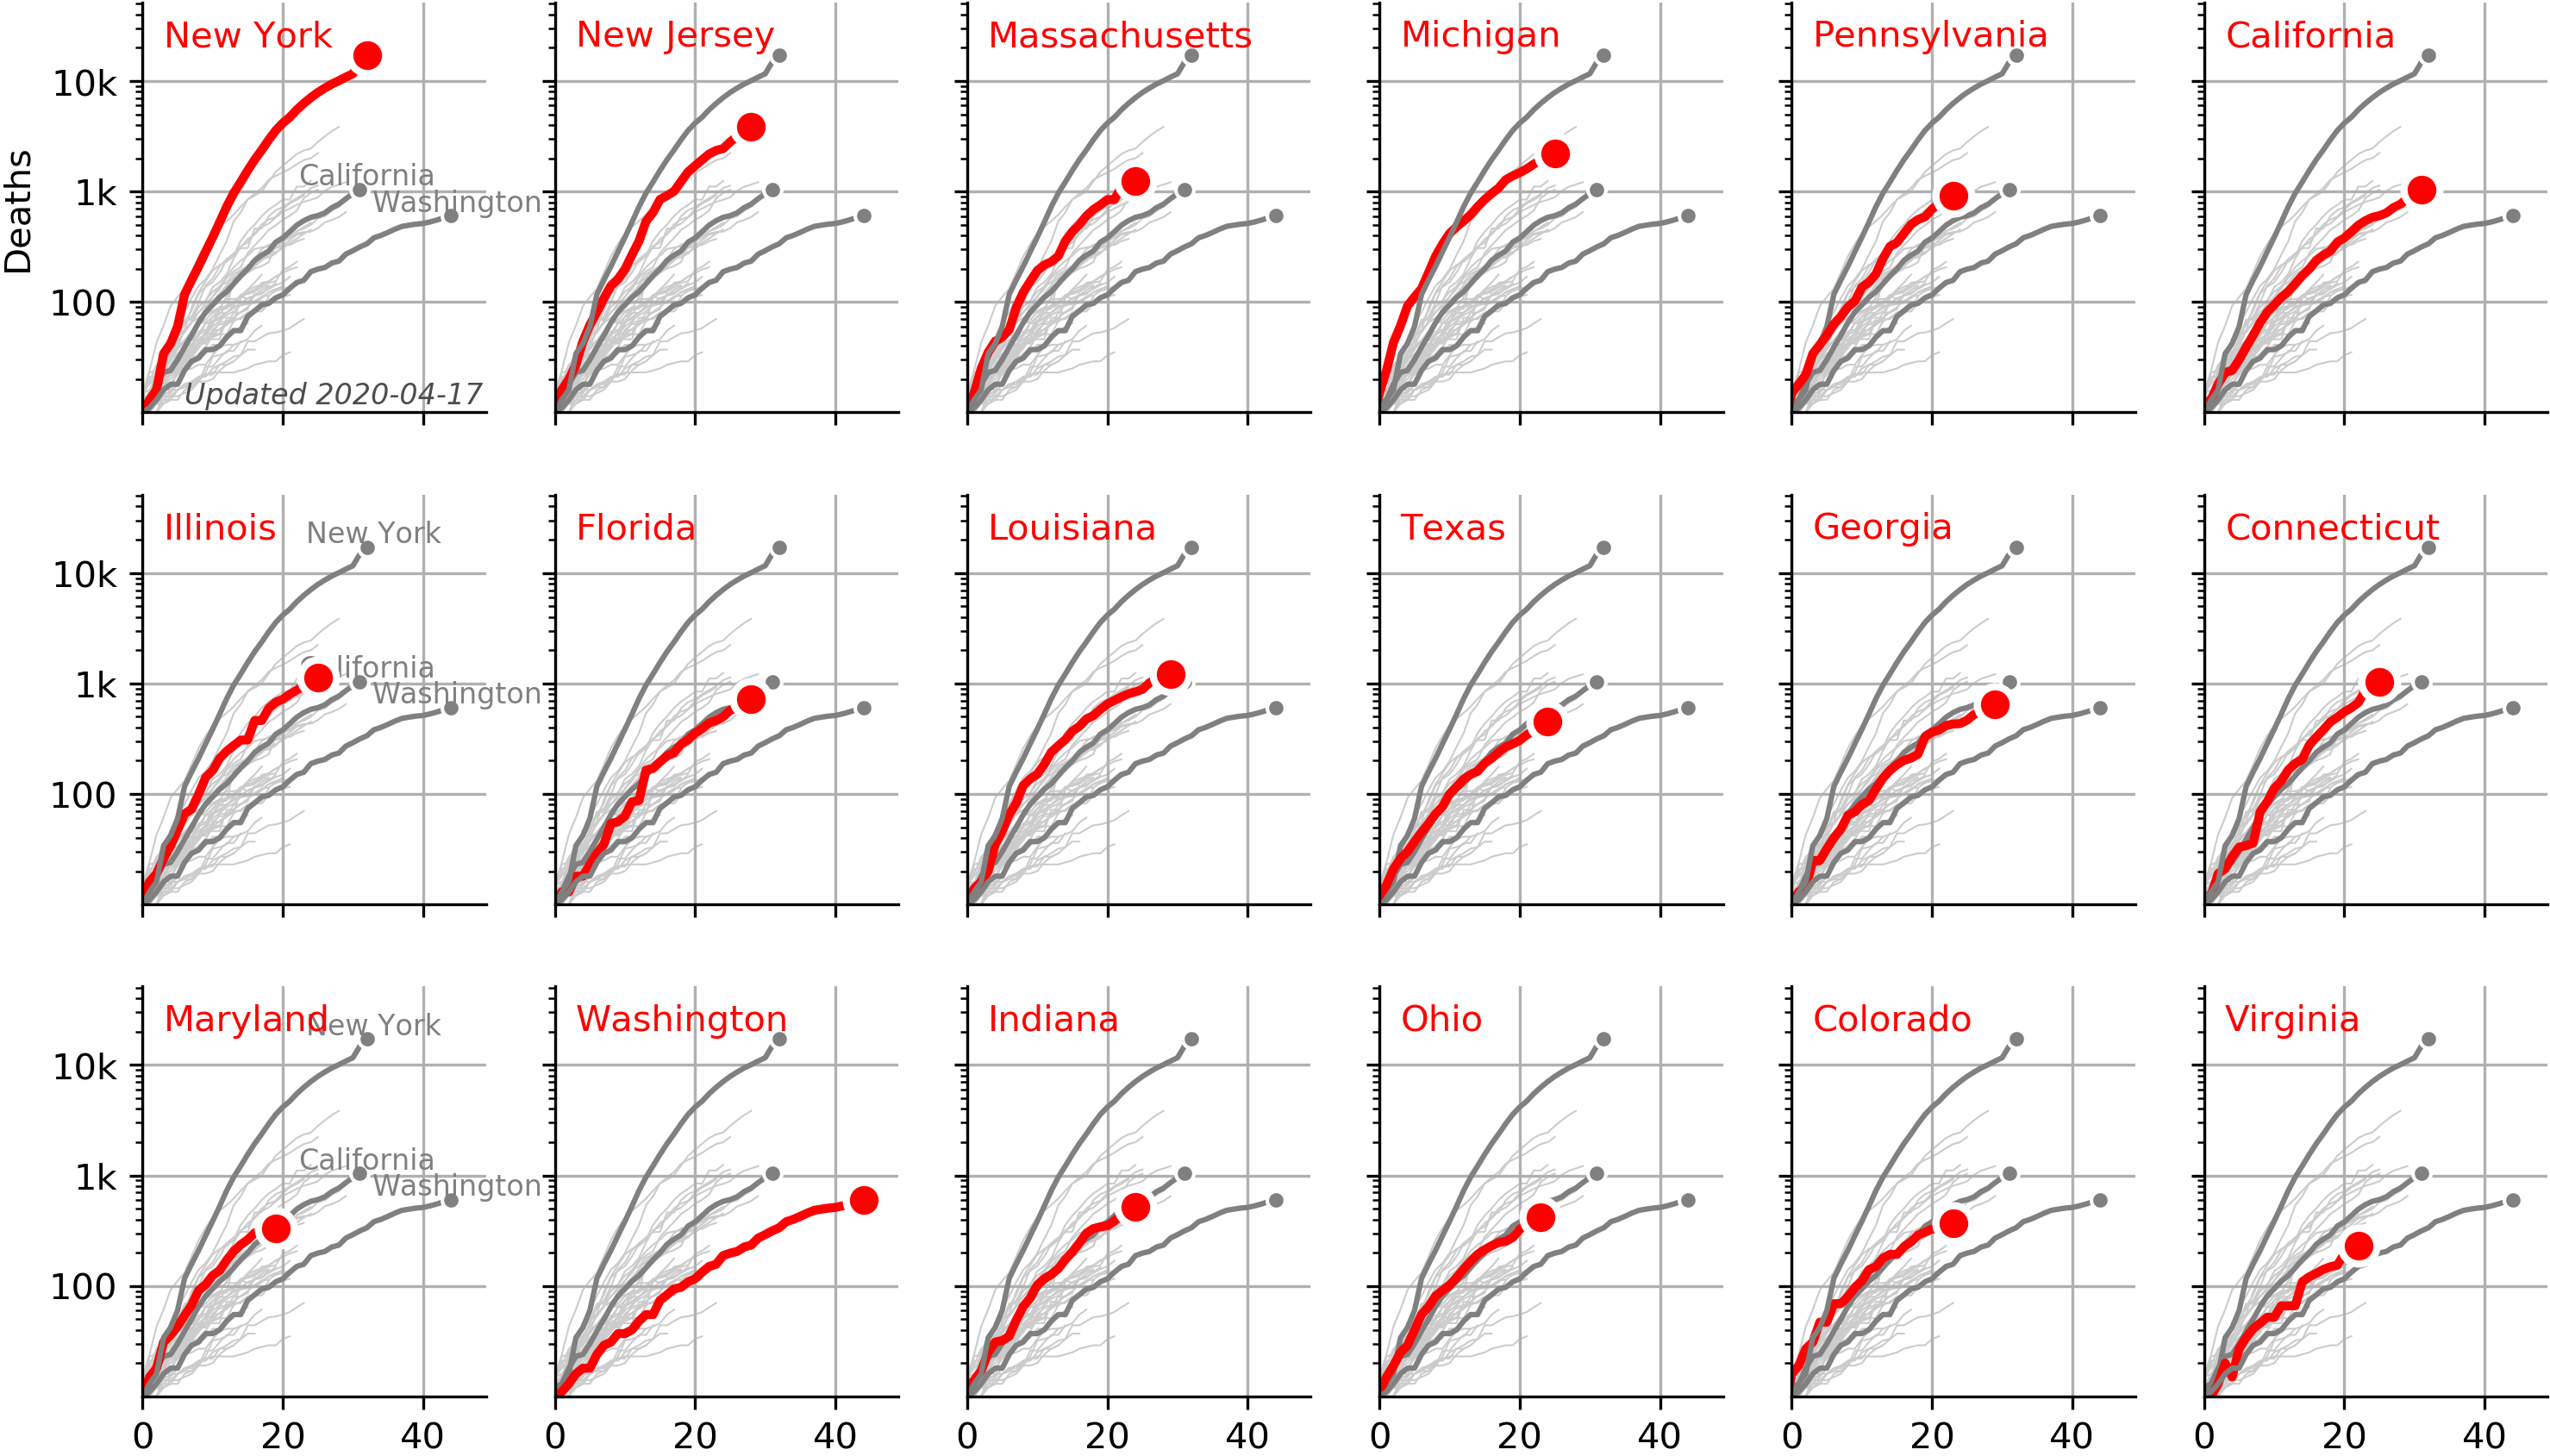 New York
New Jersey
Massachusetts
Michigan
Pennsylvania
California
10k
1k
100
Deaths
California
Washington
Updated 2020-04-17
Illinois
New York
Florida
Louisiana
Texas
Georgia
Connecticut
10k
1k
100
California
Washington
Maryland
New York
Washington
Indiana
Ohio
Colorado
Virginia
10k
1k
100
California
Washington
0 20 40 0 20 40 0 20 40 0 20 40 0 20 40 0 20 40